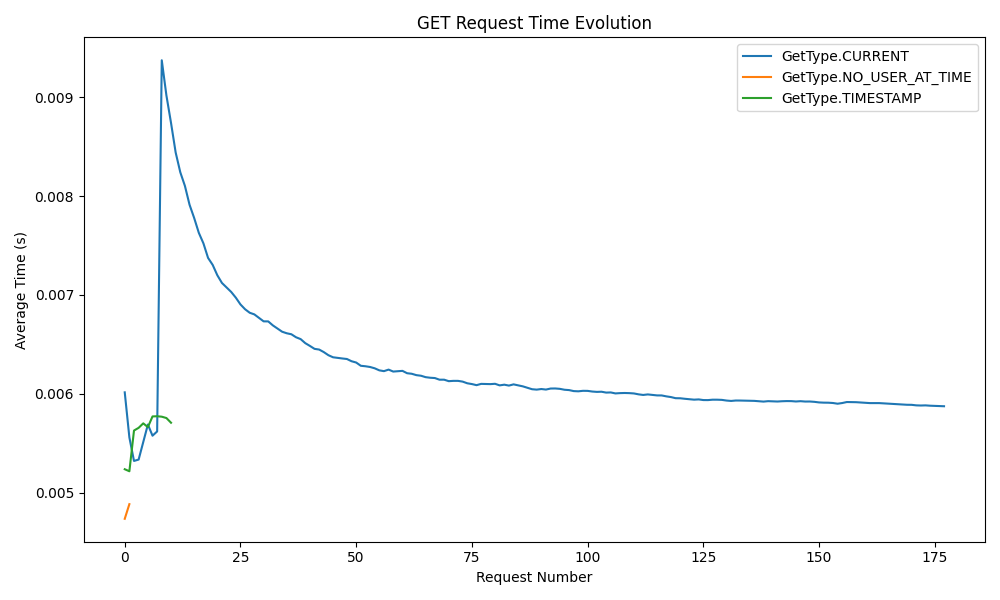 GET Request Time Evolution
GetType.CURRENT
GetType.NO_USER_AT_TIME
GetType.TIMESTAMP
Average Time (s)
0.009
0.008
0.007
0.006
0.005
0
25
50
75
100
125
150
175
Request Number